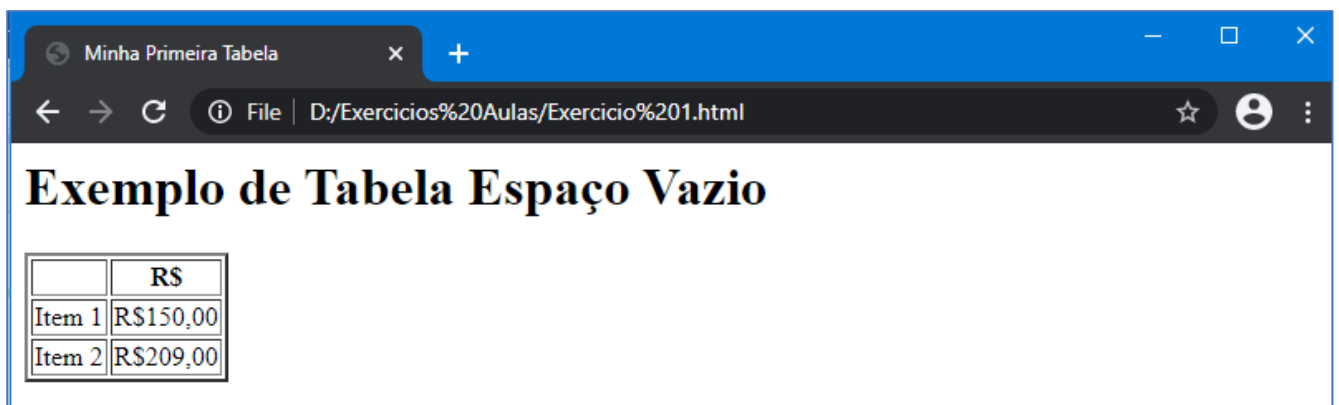 Minha Primeira Tabela
File D:/Exercicios%20Aulas/Exercicio%201.html
Exemplo de Tabela Espaço Vazio
R$
Item 1 R$150,00
Item 2 R$209,00